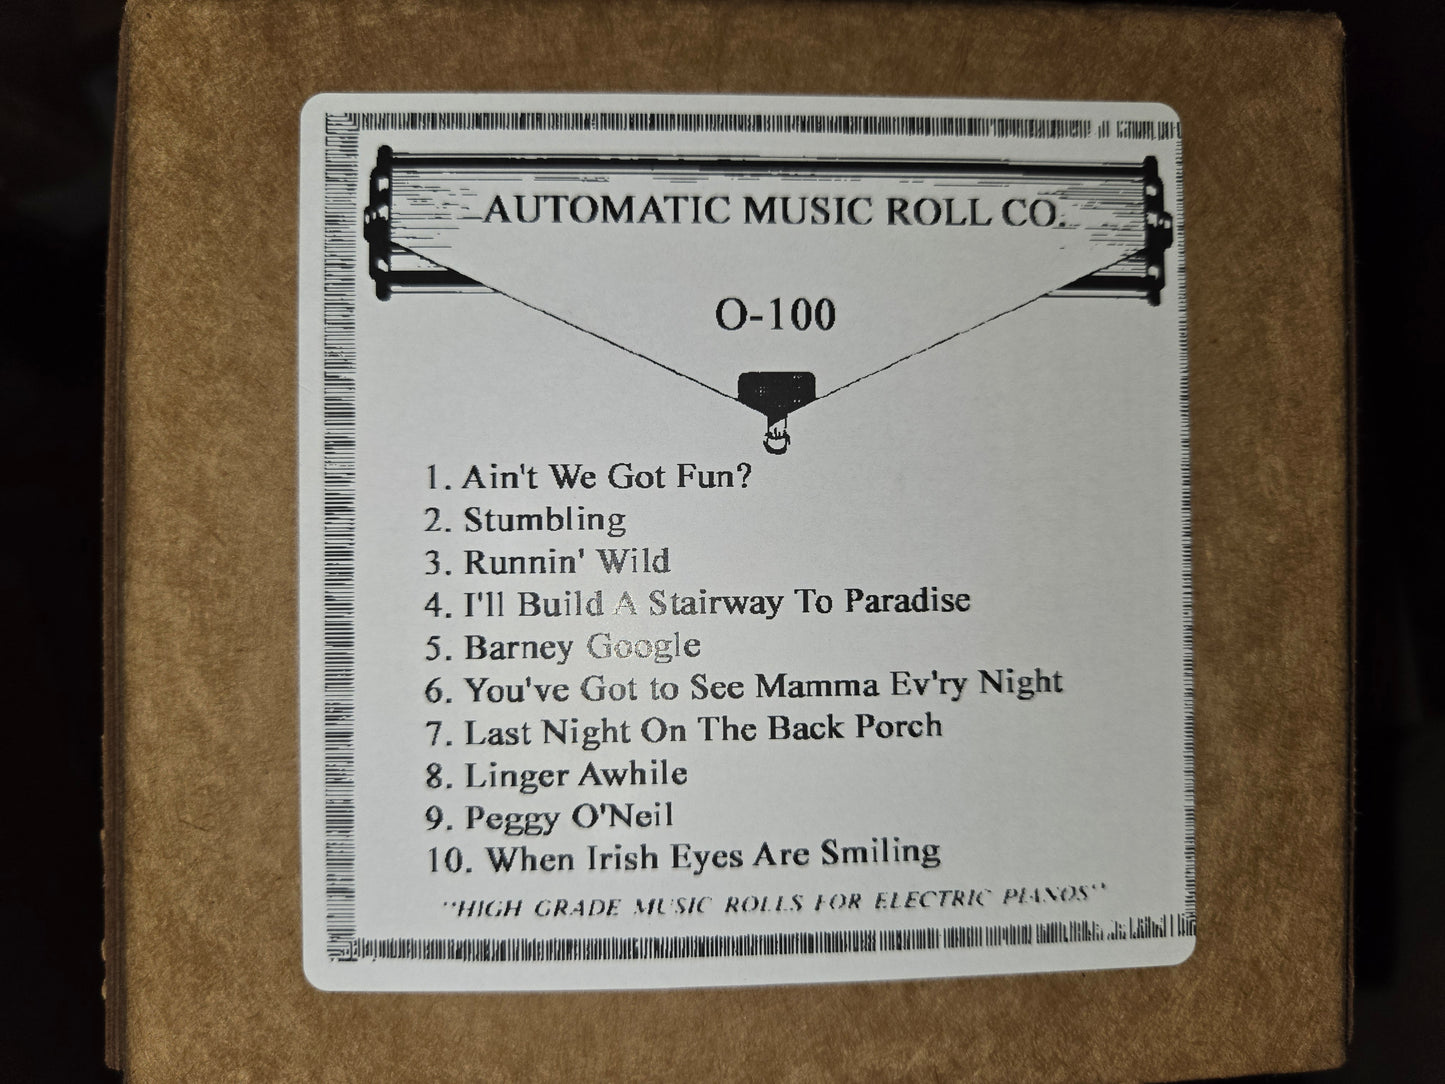 AUTOMATIC MUSIC ROLL CO.
O-100
1. Ain't We Got Fun?
2. Stumbling
3. Runnin' Wild
4. I'll Build A Stairway To Paradise
5. Barney Google
6. You've Got to See Mamma Ev'ry Night
7. Last Night On The Back Porch
8. Linger Awhile
9. Peggy O'Neil
10. When Irish Eyes Are Smiling
"HIGH GRADE MUSIC ROLLS FOR ELECTRIC PIANOS"